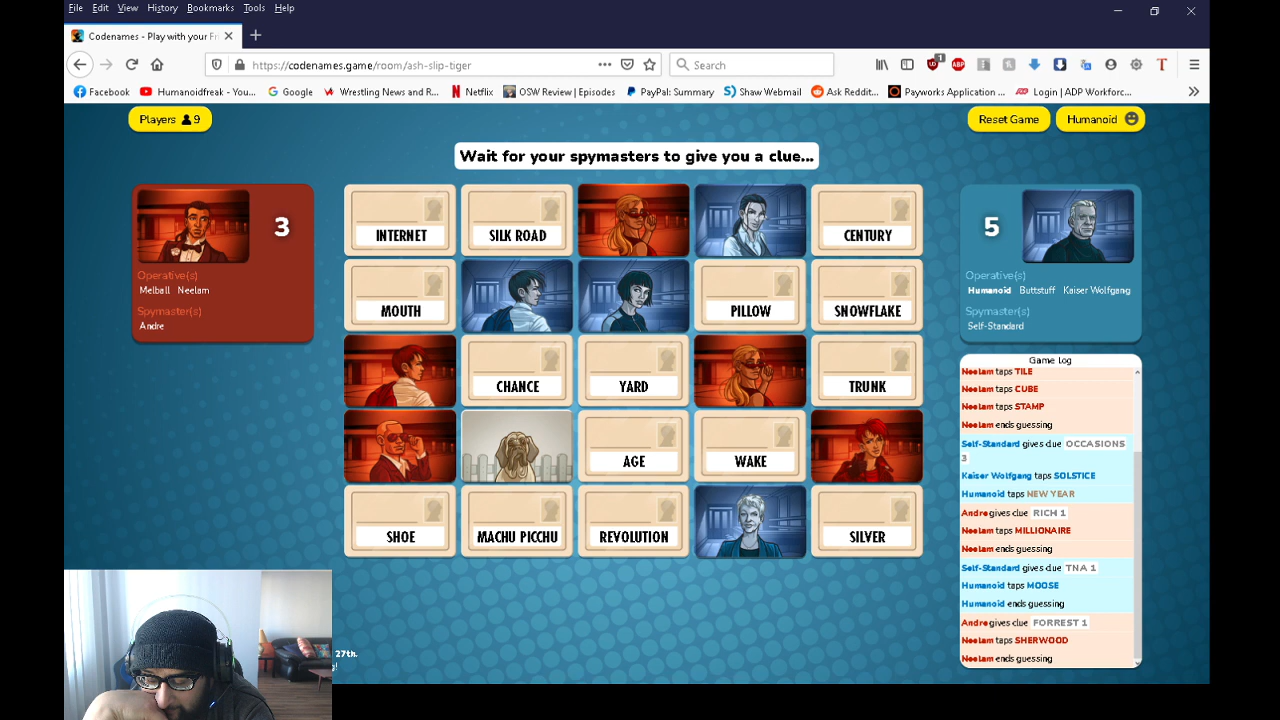 File Edit View History Bookmarks Tools Help
Codenames - Play with your Fri
https://codenames.game/room/ash-slip-tiger
Search
1
ABP
T
Facebook Humanoidfreak - You... Google Wrestling News and R... Netflix OSW Review | Episodes PayPal: Summary Shaw Webmail Ask Reddit... Payworks Application ... Login | ADP Workforc...
Players 9
Reset Game
Humanoid
Wait for your spymasters to give you a clue...
3
Operative(s)
Melball Neelam
Spymaster(s)
Andre
INTERNET SILK ROAD CENTURY
MOUTH PILLOW SNOWFLAKE
CHANCE YARD TRUNK
AGE WAKE
SHOE MACHU PICCHU REVOLUTION SILVER
5
Operative(s)
Humanoid Buttstuff Kaiser Wolfgang
Spymaster(s)
Self-Standard
Game Log
Neelam taps TILE
Neelam taps CUBE
Neelam taps STAMP
Neelam ends guessing
Self-Standard gives clue OCCASIONS
3
Kaiser Wolfgang taps SOLSTICE
Humanoid taps NEW YEAR
Andre gives clue RICH 1
Neelam taps MILLIONAIRE
Neelam ends guessing
Self-Standard gives clue TNA 1
Humanoid taps MOOSE
Humanoid ends guessing
Andre gives clue FORREST 1
Neelam taps SHERWOOD
Neelam ends guessing
27th.